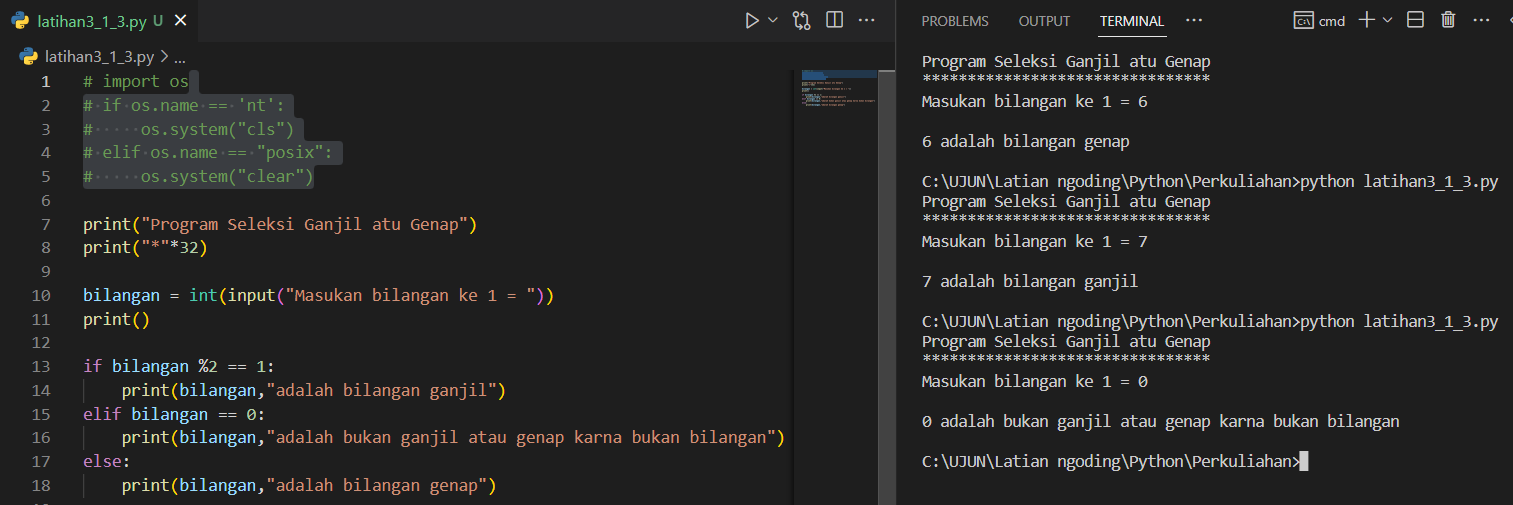 latihan3_1_3.py U
latihan3_1_3.py > ...
1 # import os
2 # if os.name == 'nt':
3 #     os.system("cls")
4 # elif os.name == "posix":
5 #     os.system("clear")
6
7 print("Program Seleksi Ganjil atu Genap")
8 print("*"*32)
9
10 bilangan = int(input("Masukan bilangan ke 1 = "))
11 print()
12
13 if bilangan %2 == 1:
14     print(bilangan,"adalah bilangan ganjil")
15 elif bilangan == 0:
16     print(bilangan,"adalah bukan ganjil atau genap karna bukan bilangan")
17 else:
18     print(bilangan,"adalah bilangan genap")
PROBLEMS OUTPUT TERMINAL ... cmd
Program Seleksi Ganjil atu Genap
********************************
Masukan bilangan ke 1 = 6
6 adalah bilangan genap
C:\UJUN\Latian ngoding\Python\Perkuliahan>python latihan3_1_3.py
Program Seleksi Ganjil atu Genap
********************************
Masukan bilangan ke 1 = 7
7 adalah bilangan ganjil
C:\UJUN\Latian ngoding\Python\Perkuliahan>python latihan3_1_3.py
Program Seleksi Ganjil atu Genap
********************************
Masukan bilangan ke 1 = 0
0 adalah bukan ganjil atau genap karna bukan bilangan
C:\UJUN\Latian ngoding\Python\Perkuliahan>